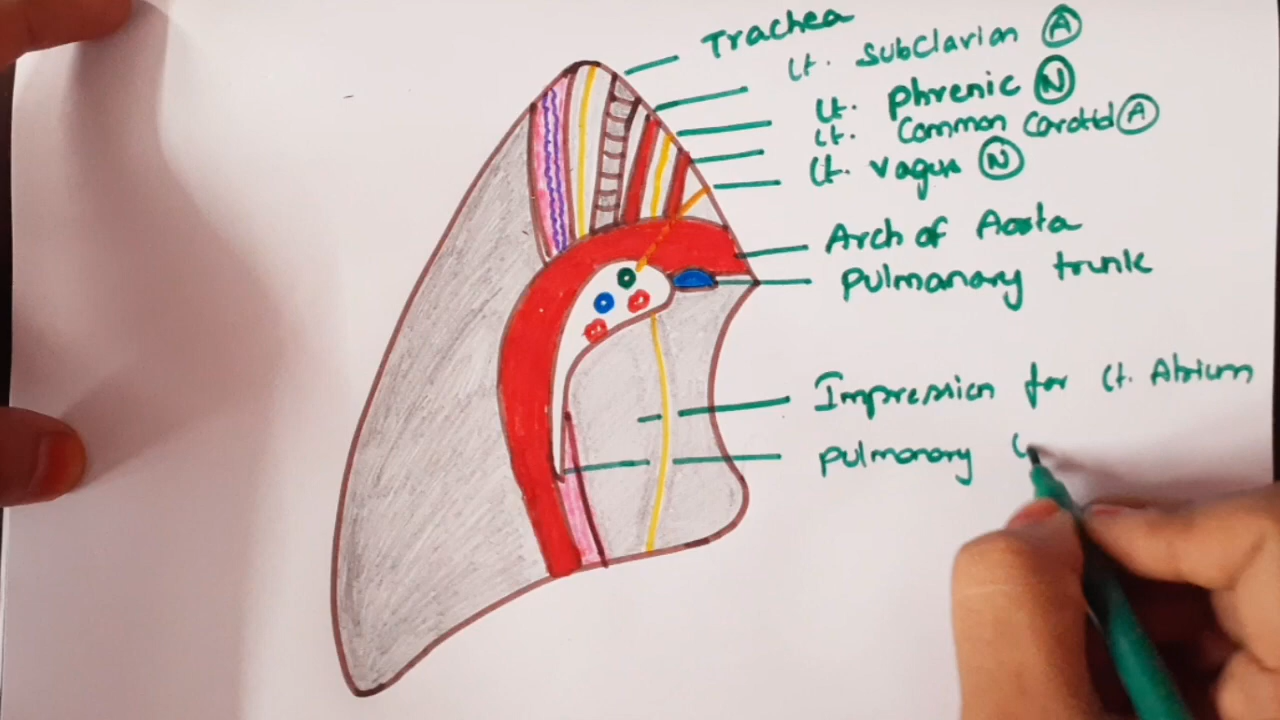 Trachea
Lt. Subclavian A
Lt. phrenic N
Lt. Common Carotid A
Lt. vagus N
Arch of Aorta
Pulmanary trunk
Impression for Lt. Atrium
pulmonary